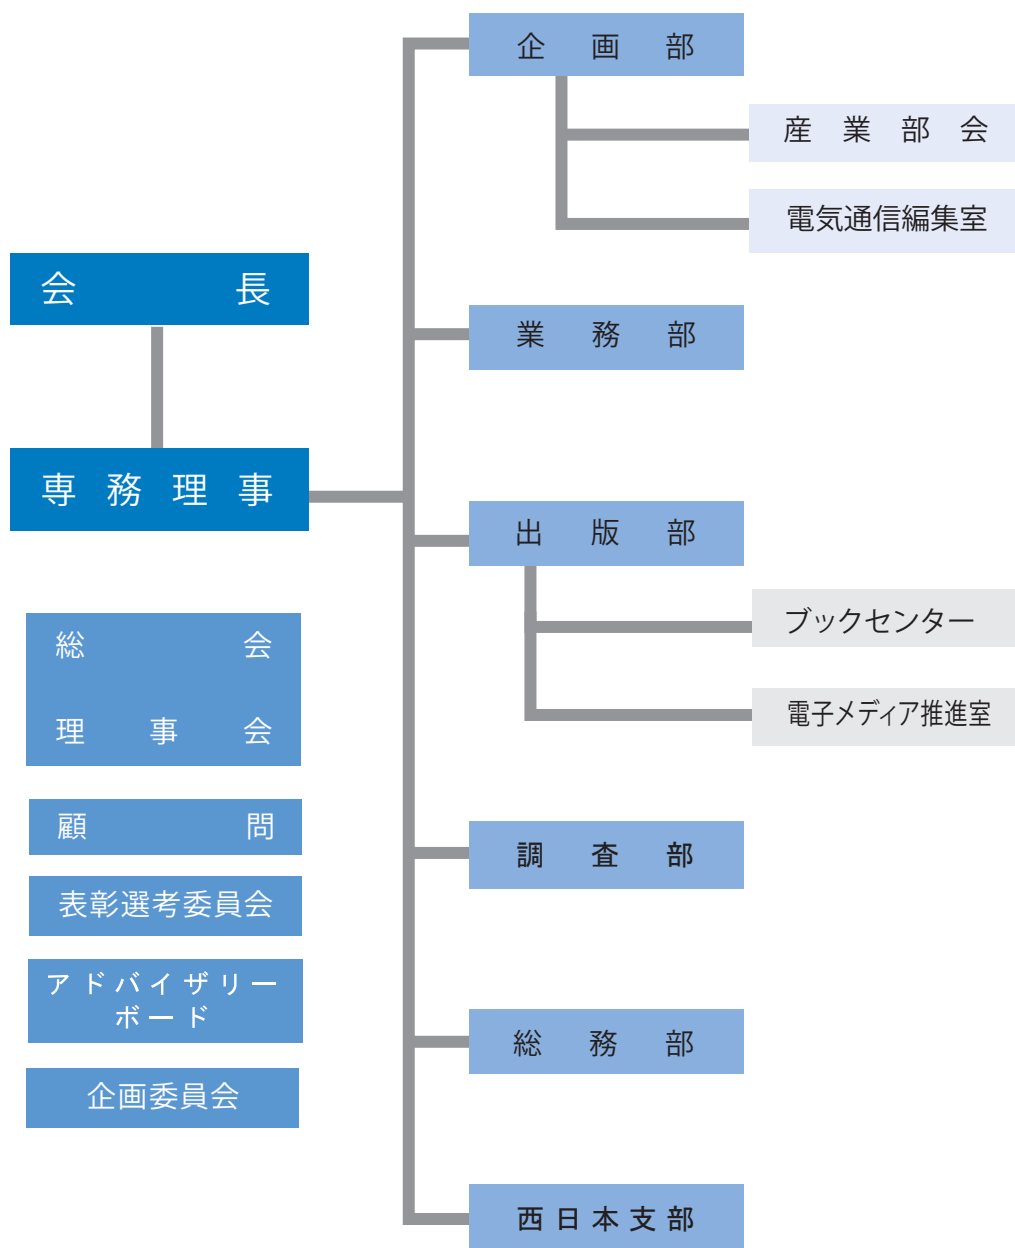 会長
専務理事
総会
理事会
顧問
表彰選考委員会
アドバイザリー
ボード
企画委員会
企画部
産業部会
電気通信編集室
業務部
出版部
ブックセンター
電子メディア推進室
調査部
総務部
西日本支部